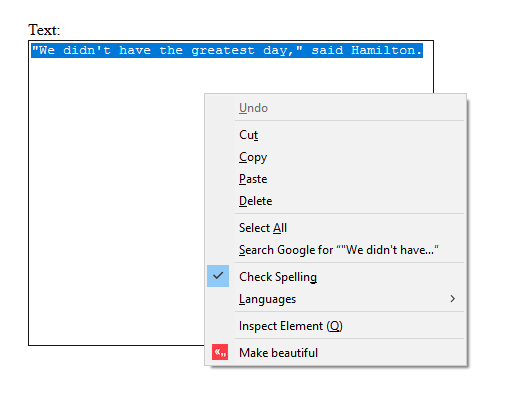 Text:
"We didn't have the greatest day," said Hamilton.
Undo
Cut
Copy
Paste
Delete
Select All
Search Google for “"We didn't have...”
Check Spelling
Languages
Inspect Element (Q)
«„ Make beautiful